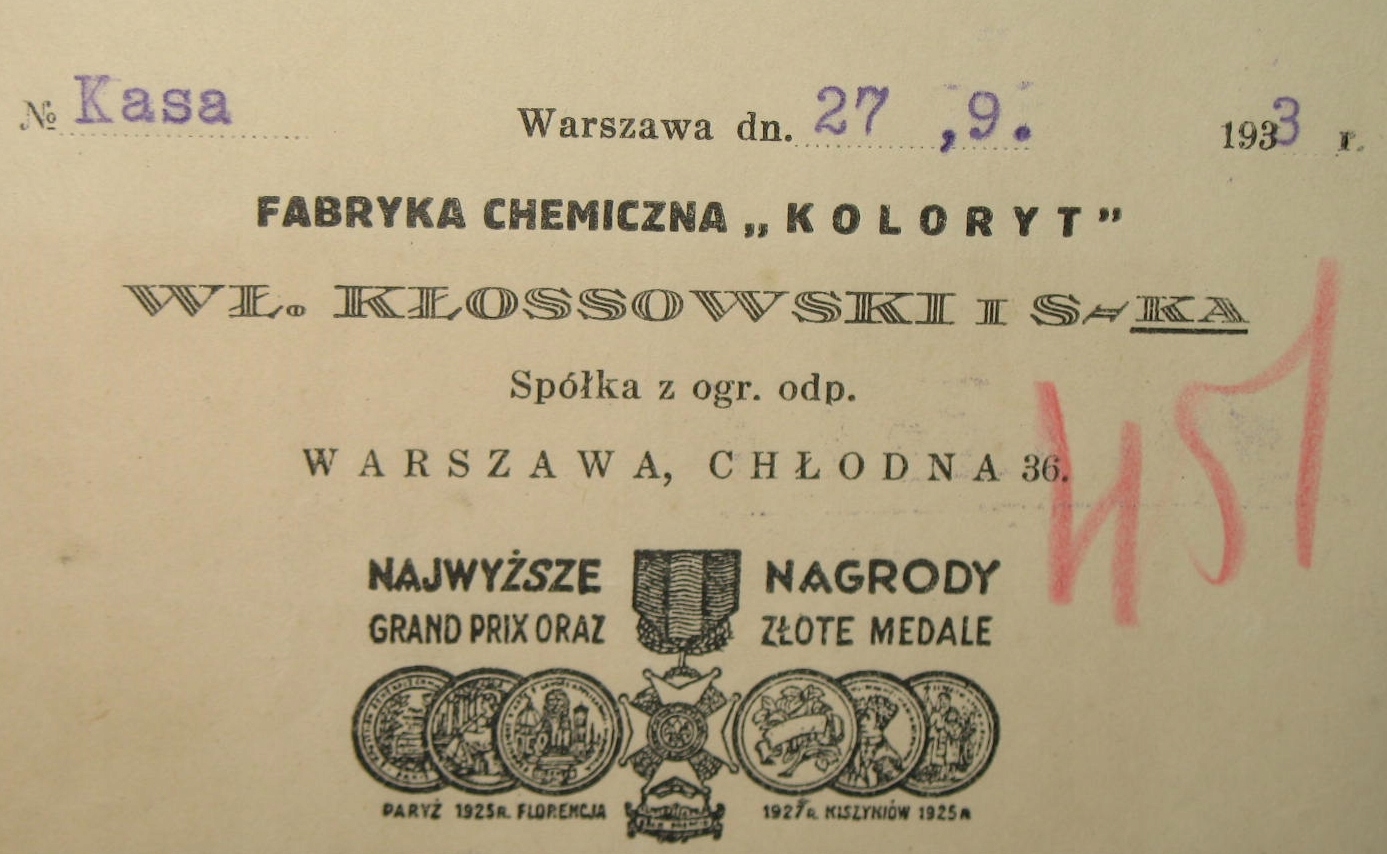 № Kasa Warszawa dn. 27 ,9. 1933 r.
FABRYKA CHEMICZNA „KOLORYT”
WŁ. KŁOSSOWSKI I S-KA
Spółka z ogr. odp.
WARSZAWA, CHŁODNA 36.
451
NAJWYŻSZE NAGRODY
GRAND PRIX ORAZ ZŁOTE MEDALE
PARYŻ 1925R. FLORENCJA 1927R. KISZYNIÓW 1925R